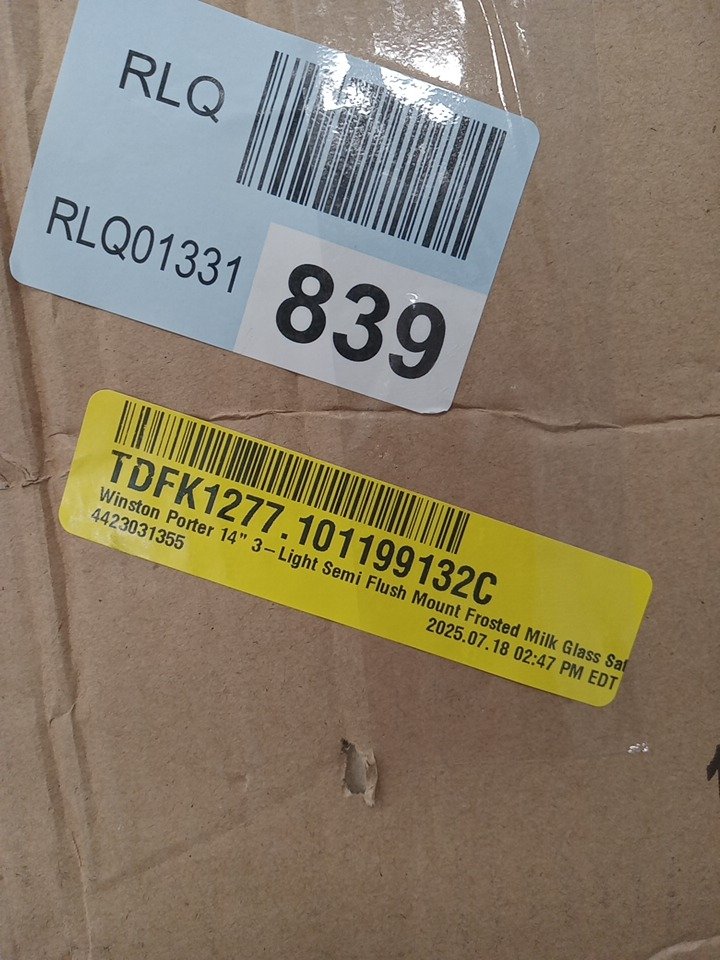 RLQ
RLQ01331
839
TDFK1277.101199132C
Winston Porter 14" 3-Light Semi Flush Mount Frosted Milk Glass Sat
4423031355
2025.07.18 02:47 PM EDT